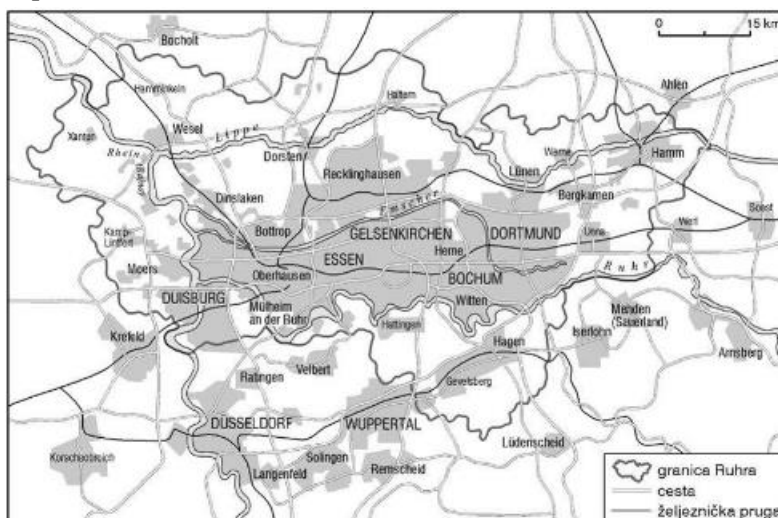 Bocholt
0 15 km
Hamminkeln
Ahlen
Haltern
Xanten
Wesel
Lippe
Rhein
Dorsten
Werne
Hamm
Recklinghausen
Lünen
Bergkamen
Dinslaken
Emscher
Soest
Bottrop
GELSENKIRCHEN
DORTMUND
Unna
Werl
Kamp-
Lintfort
Herne
ESSEN
Moers
Oberhausen
BOCHUM
Ruhr
DUISBURG
Mülheim
an der Ruhr
Witten
Menden
(Sauerland)
Hattingen
Krefeld
Hagen
Iserlohn
Arnsberg
Velbert
Ratingen
Gevelsberg
DÜSSELDORF
WUPPERTAL
Lüdenscheid
Korschenbroich
Solingen
Langenfeld
Remscheid
granica Ruhra
cesta
željeznička pruga